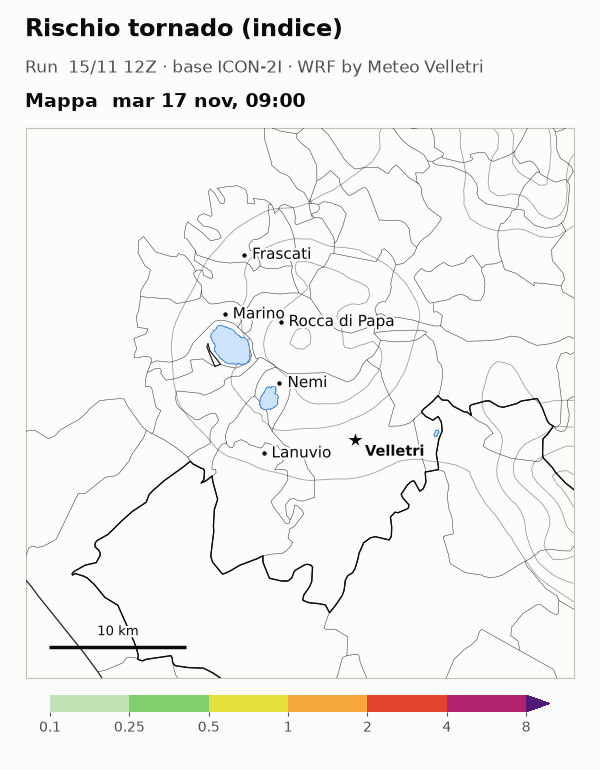 Rischio tornado (indice)
Run  15/11 12Z · base ICON-2I · WRF by Meteo Velletri
Mappa  mar 17 nov, 09:00
Frascati
Marino
Rocca di Papa
Nemi
Velletri
Lanuvio
10 km
0.1 0.25 0.5 1 2 4 8